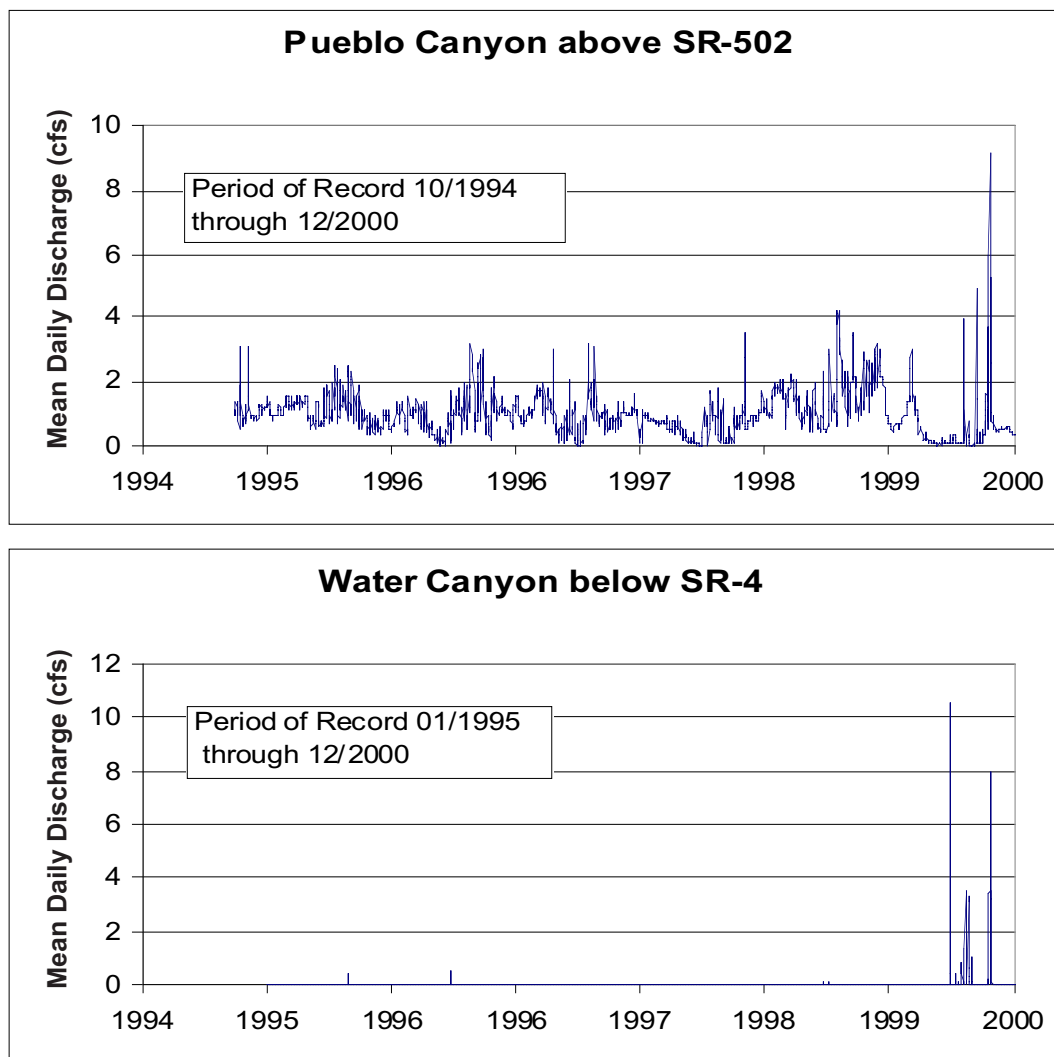 Pueblo Canyon above SR-502
Mean Daily Discharge (cfs)
10
8
6
4
2
0
Period of Record 10/1994
through 12/2000
1994 1995 1996 1996 1997 1998 1999 2000
Water Canyon below SR-4
Mean Daily Discharge (cfs)
12
10
8
6
4
2
0
Period of Record 01/1995
through 12/2000
1994 1995 1996 1996 1997 1998 1999 2000